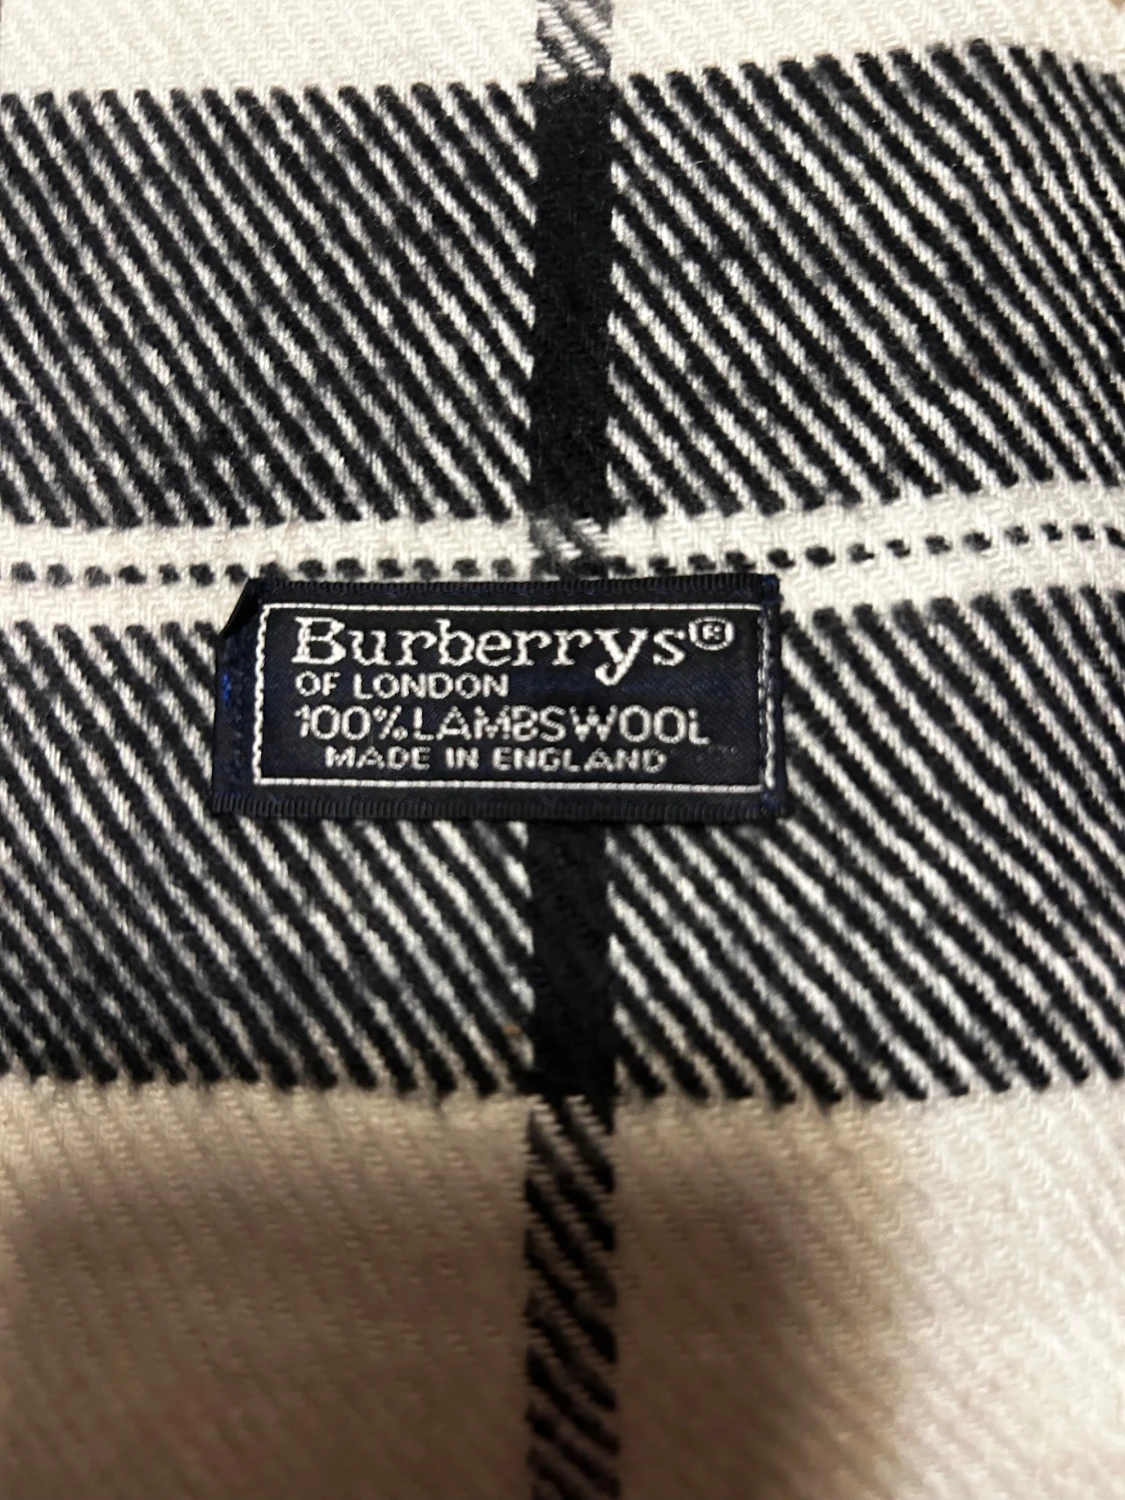 Burberrys®
OF LONDON
100% LAMBSWOOL
MADE IN ENGLAND